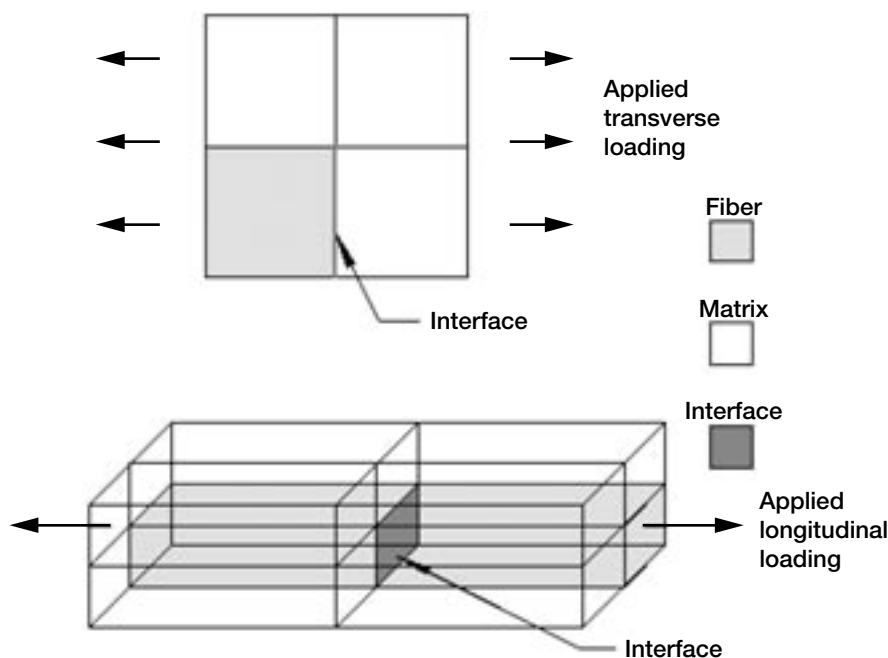 Applied
transverse
loading
Fiber
Interface
Matrix
Interface
Applied
longitudinal
loading
Interface